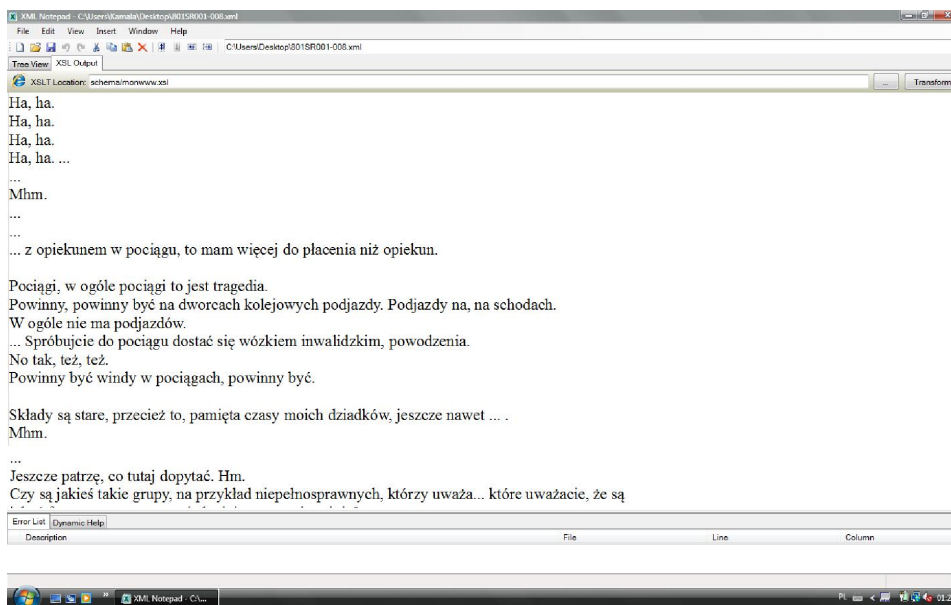 XML Notepad - C:\Users\Kamala\Desktop\801SR001-008.xml
File Edit View Insert Window Help
C:\Users\Desktop\801SR001-008.xml
Tree View XSL Output
XSLT Location: schema/monwww.xsl ... Transform
Ha, ha.
Ha, ha.
Ha, ha.
Ha, ha. ...
...
Mhm.
...
...
... z opiekunem w pociągu, to mam więcej do płacenia niż opiekun.
Pociągi, w ogóle pociągi to jest tragedia.
Powinny, powinny być na dworcach kolejowych podjazdy. Podjazdy na, na schodach.
W ogóle nie ma podjazdów.
... Spróbujcie do pociągu dostać się wózkiem inwalidzkim, powodzenia.
No tak, też, też.
Powinny być windy w pociągach, powinny być.
Składy są stare, przecież to, pamięta czasy moich dziadków, jeszcze nawet ... .
Mhm.
...
Jeszcze patrzę, co tutaj dopytać. Hm.
Czy są jakieś takie grupy, na przykład niepełnosprawnych, którzy uważa... które uważacie, że są
Error List Dynamic Help
Description File Line Column
XML Notepad - C:\... PL